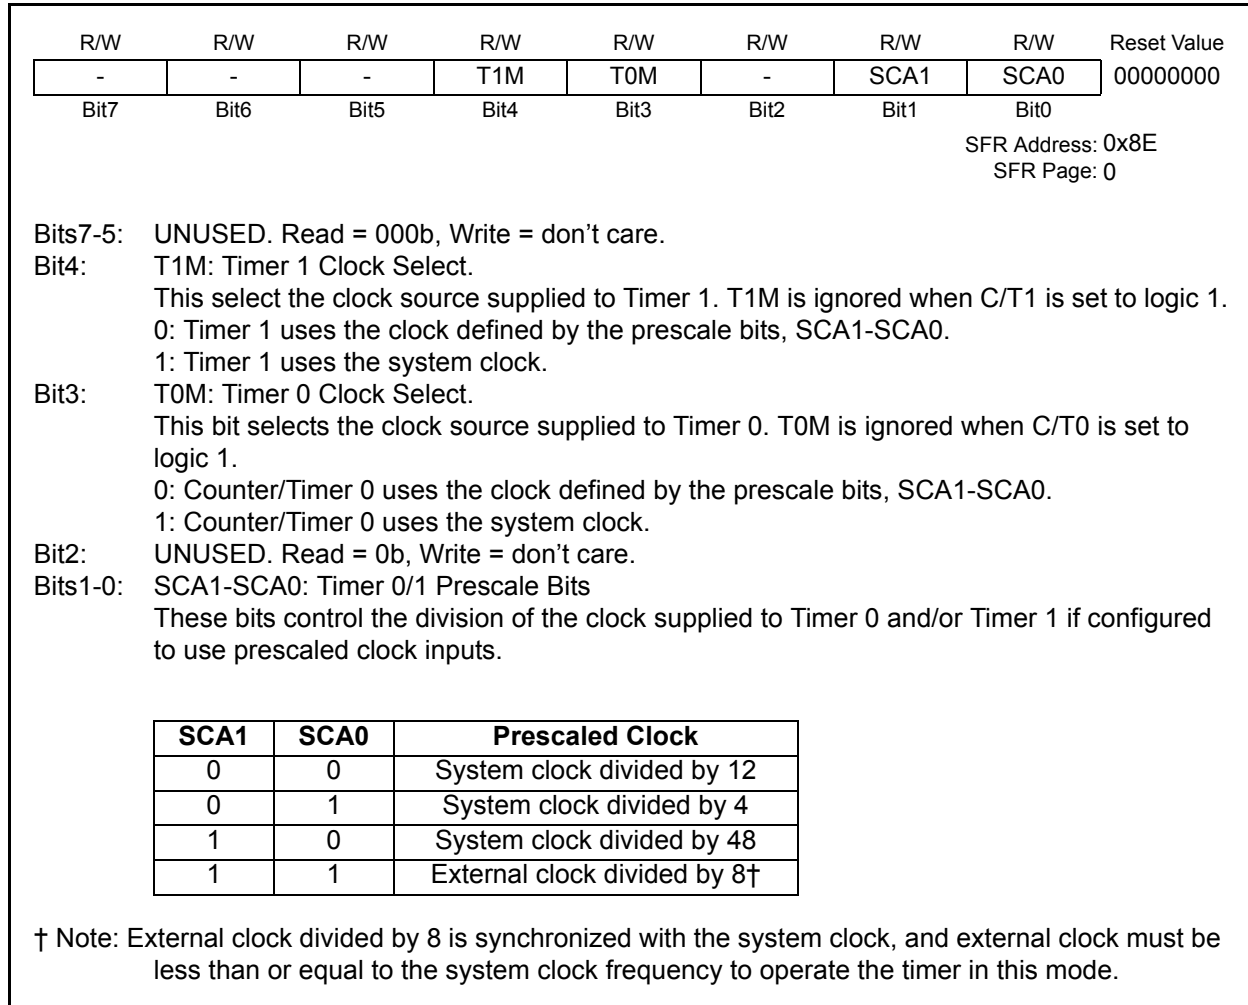 R/W R/W R/W R/W R/W R/W R/W R/W Reset Value
- - - T1M T0M - SCA1 SCA0 00000000
Bit7 Bit6 Bit5 Bit4 Bit3 Bit2 Bit1 Bit0
SFR Address: 0x8E
SFR Page: 0
Bits7-5: UNUSED. Read = 000b, Write = don’t care.
Bit4: T1M: Timer 1 Clock Select.
This select the clock source supplied to Timer 1. T1M is ignored when C/T1 is set to logic 1.
0: Timer 1 uses the clock defined by the prescale bits, SCA1-SCA0.
1: Timer 1 uses the system clock.
Bit3: T0M: Timer 0 Clock Select.
This bit selects the clock source supplied to Timer 0. T0M is ignored when C/T0 is set to
logic 1.
0: Counter/Timer 0 uses the clock defined by the prescale bits, SCA1-SCA0.
1: Counter/Timer 0 uses the system clock.
Bit2: UNUSED. Read = 0b, Write = don’t care.
Bits1-0: SCA1-SCA0: Timer 0/1 Prescale Bits
These bits control the division of the clock supplied to Timer 0 and/or Timer 1 if configured
to use prescaled clock inputs.
SCA1 SCA0 Prescaled Clock
0 0 System clock divided by 12
0 1 System clock divided by 4
1 0 System clock divided by 48
1 1 External clock divided by 8†
† Note: External clock divided by 8 is synchronized with the system clock, and external clock must be
less than or equal to the system clock frequency to operate the timer in this mode.